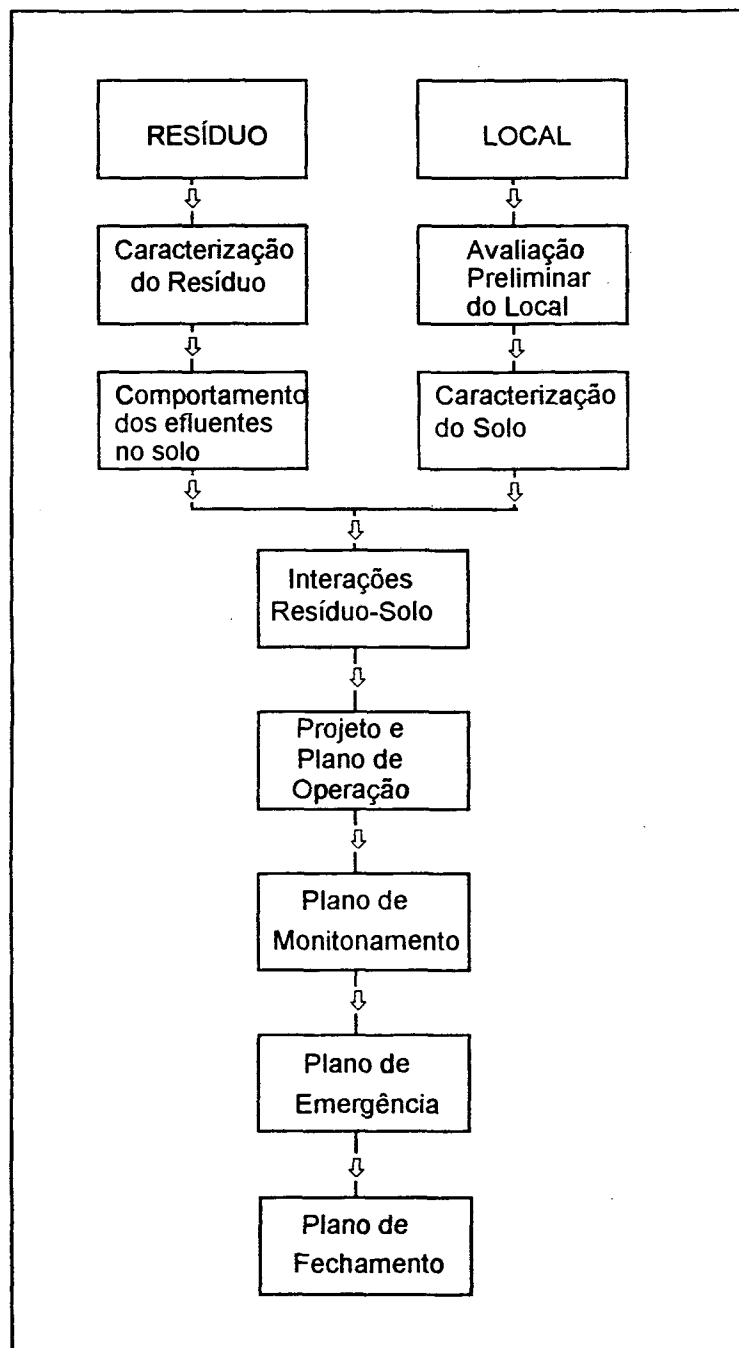 RESÍDUO
LOCAL
Caracterização
do Resíduo
Avaliação
Preliminar
do Local
Comportamento
dos efluentes
no solo
Caracterização
do Solo
Interações
Resíduo-Solo
Projeto e
Plano de
Operação
Plano de
Monitonamento
Plano de
Emergência
Plano de
Fechamento